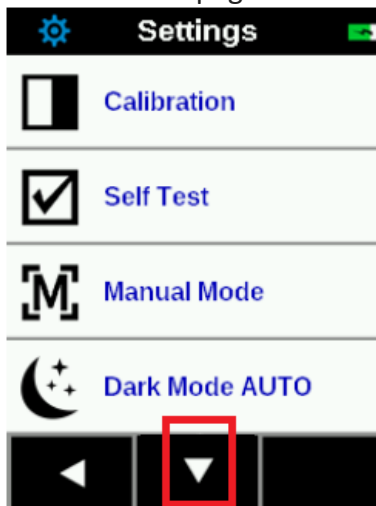 Settings
Calibration
Self Test
M
Manual Mode
Dark Mode AUTO